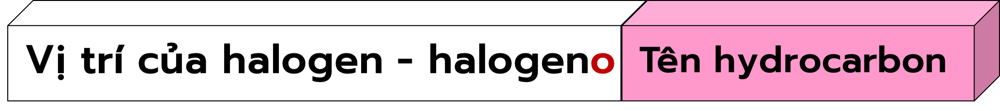 Vị trí của halogen - halogeno Tên hydrocarbon